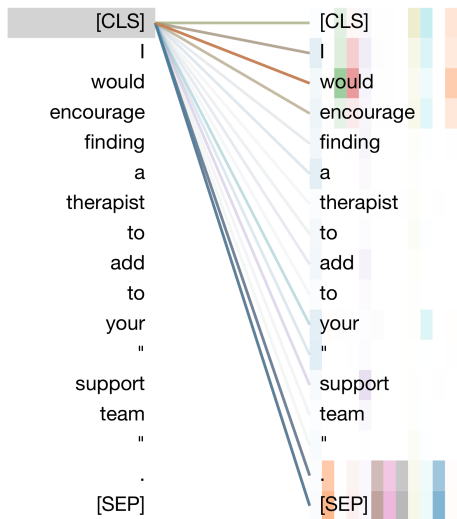 [CLS] [CLS]
I I
would would
encourage encourage
finding finding
a a
therapist therapist
to to
add add
to to
your your
" "
support support
team team
" "
. .
[SEP] [SEP]